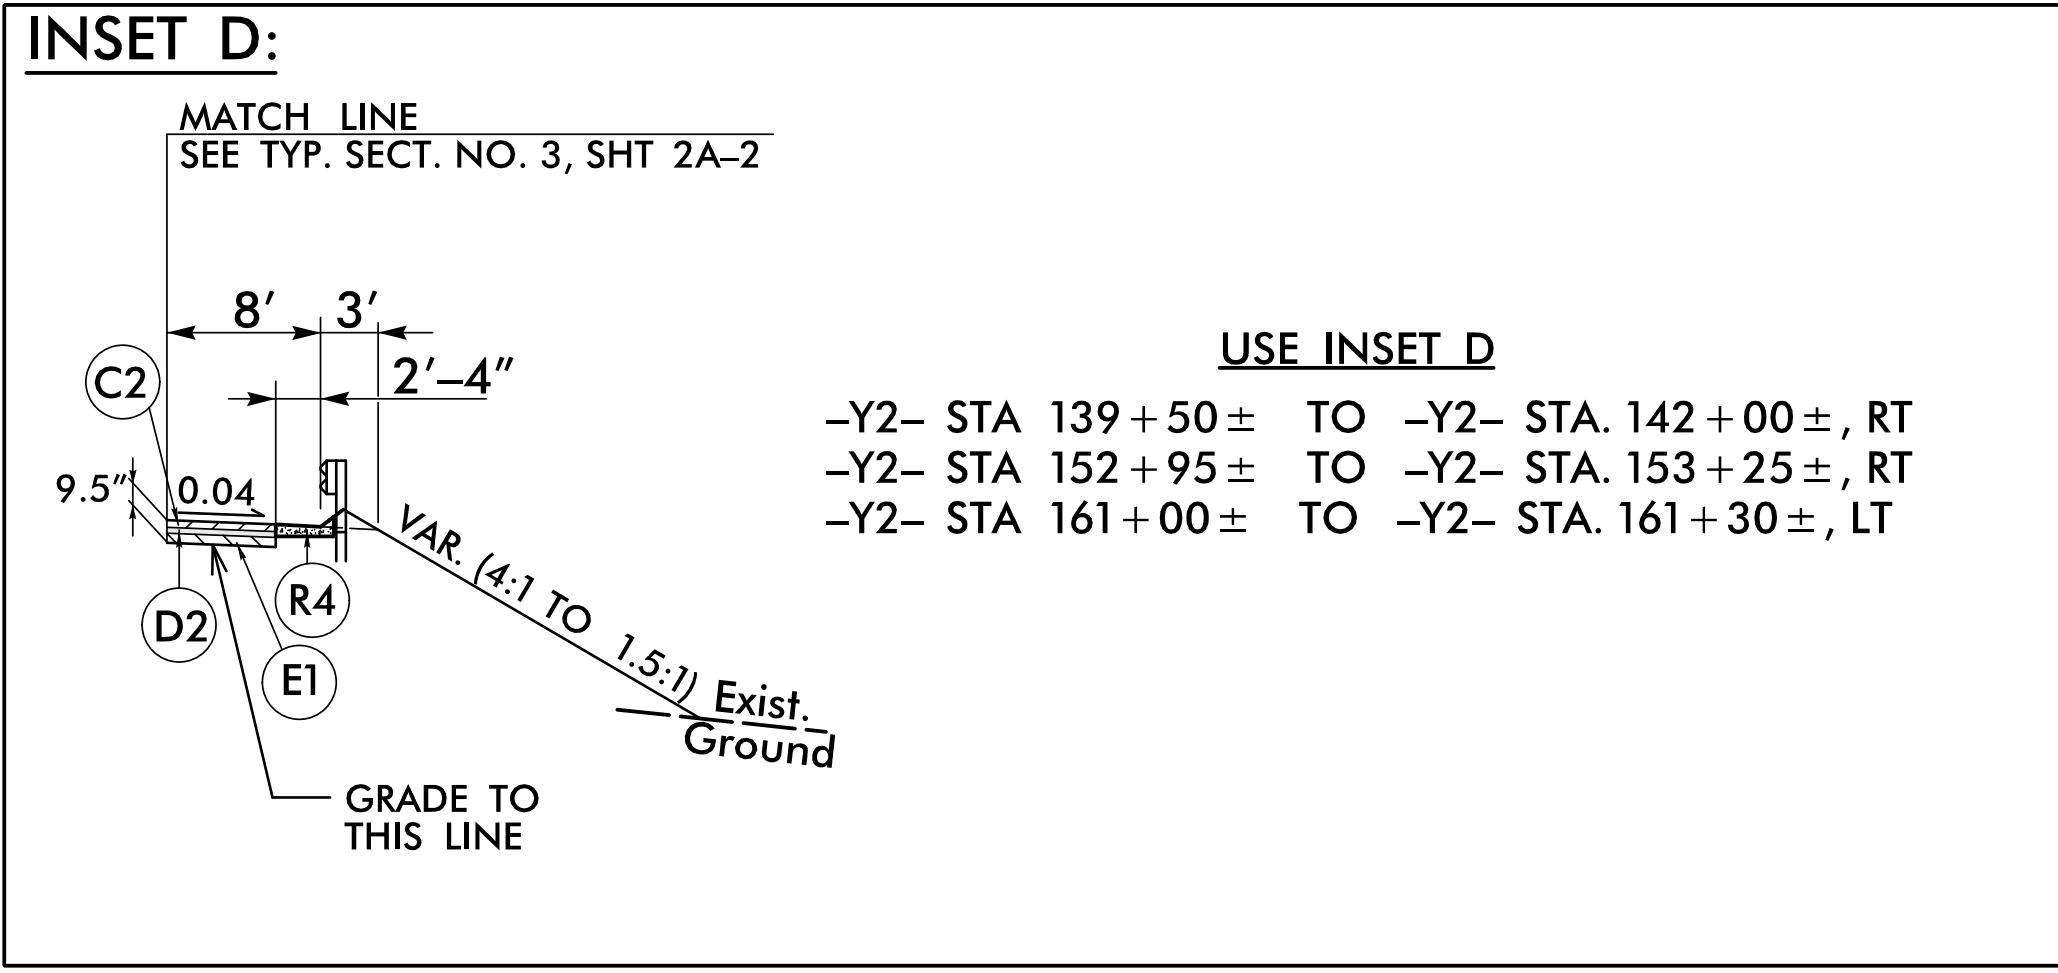 INSET D:
MATCH LINE
SEE TYP. SECT. NO. 3, SHT 2A–2
8' 3'
2'–4"
C2
9.5" 0.04
VAR. (4:1 TO 1.5:1)
R4
D2
E1
Exist.
Ground
GRADE TO
THIS LINE
USE INSET D
–Y2– STA 139+50± TO –Y2– STA. 142+00±, RT
–Y2– STA 152+95± TO –Y2– STA. 153+25±, RT
–Y2– STA 161+00± TO –Y2– STA. 161+30±, LT